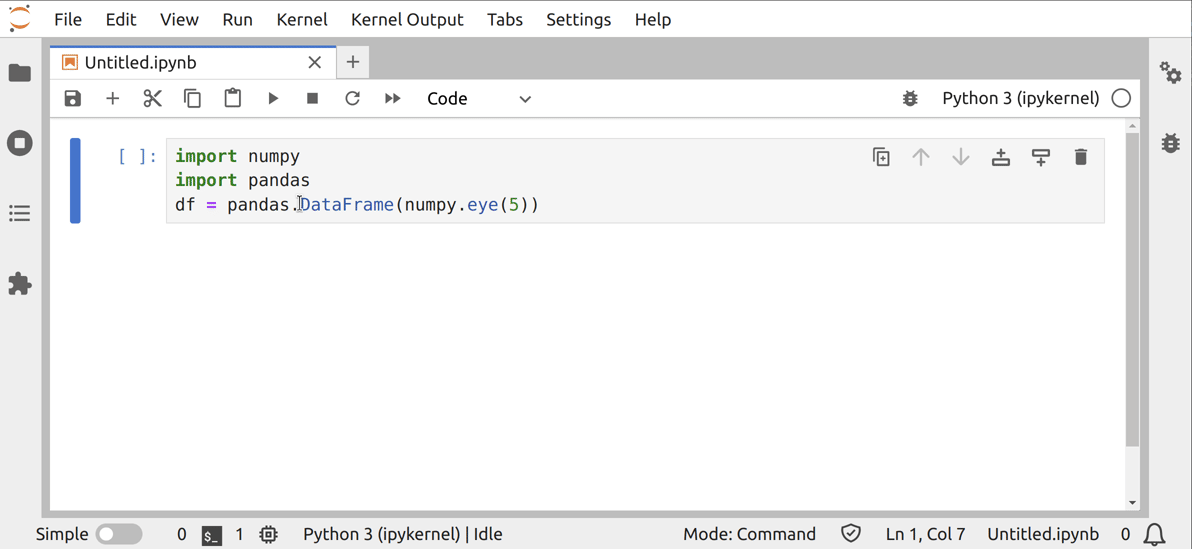 File Edit View Run Kernel Kernel Output Tabs Settings Help
Untitled.ipynb
Code Python 3 (ipykernel)
[ ]: import numpy
import pandas
df = pandas.DataFrame(numpy.eye(5))
Simple 0 $_ 1 Python 3 (ipykernel) | Idle Mode: Command Ln 1, Col 7 Untitled.ipynb 0